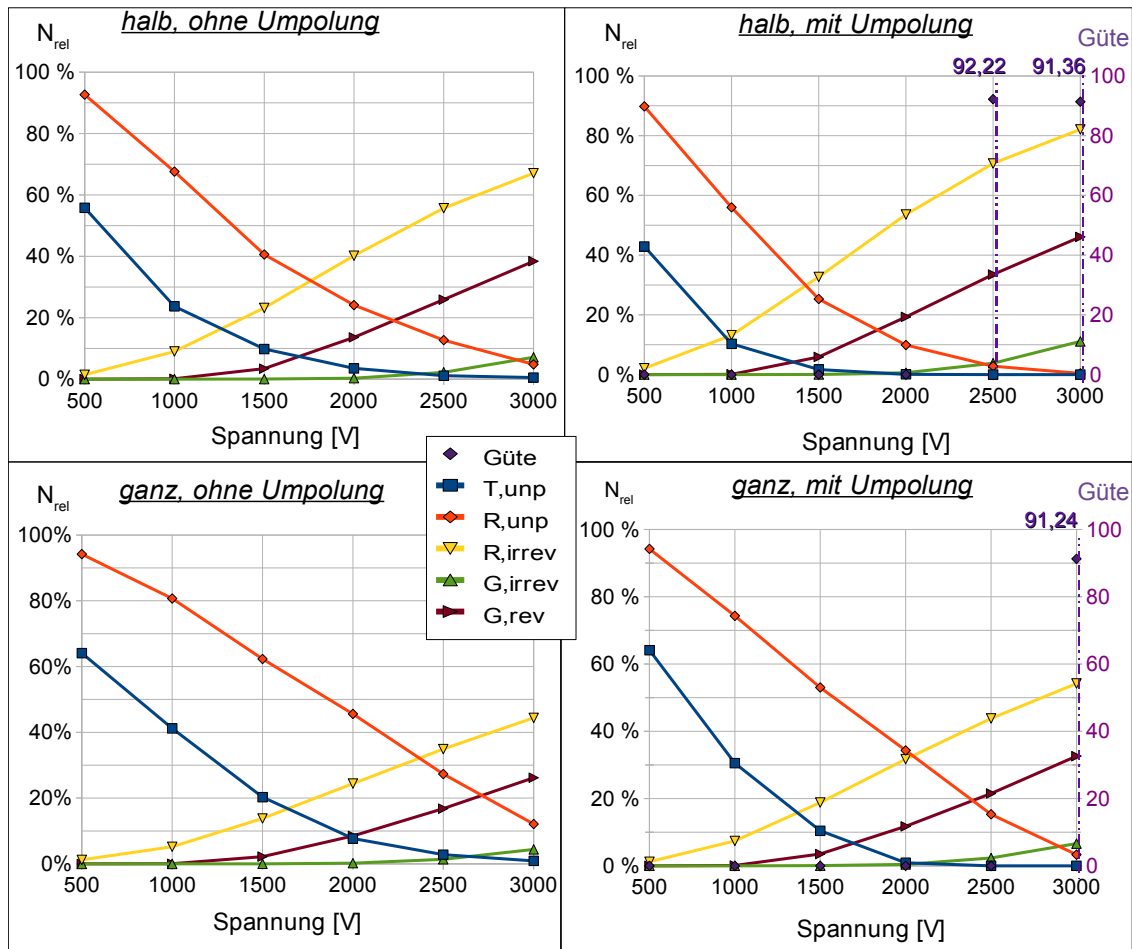 halb, ohne Umpolung
N rel
100 %
80 %
60 %
40 %
20 %
0 %
500 1000 1500 2000 2500 3000
Spannung [V]
halb, mit Umpolung
N rel
Güte
92,22 91,36
100 % 100
80 % 80
60 % 60
40 % 40
20 % 20
0 % 0
500 1000 1500 2000 2500 3000
Spannung [V]
Güte
T,unp
R,unp
R,irrev
G,irrev
G,rev
ganz, ohne Umpolung
N rel
100%
80%
60%
40%
20%
0%
500 1000 1500 2000 2500 3000
Spannung [V]
ganz, mit Umpolung
N rel
Güte
91,24
100 % 100
80 % 80
60 % 60
40 % 40
20 % 20
0 % 0
500 1000 1500 2000 2500 3000
Spannung [V]